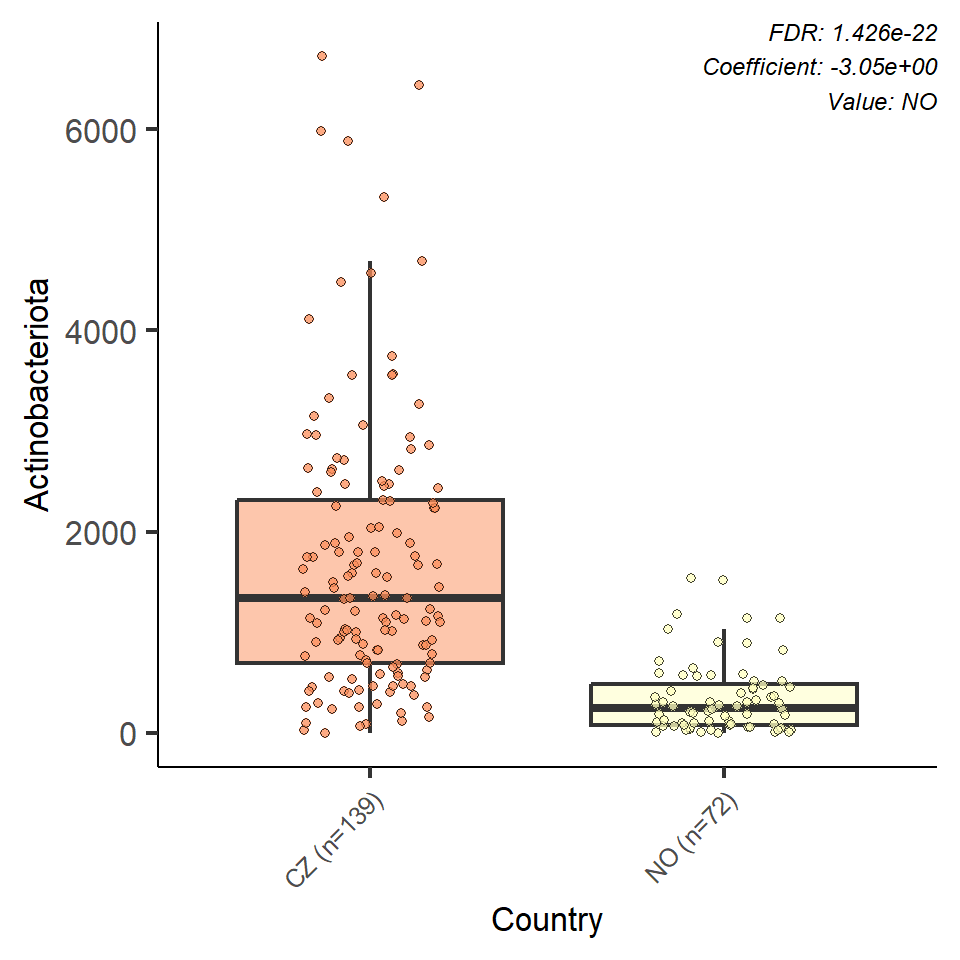 FDR: 1.426e-22
Coefficient: -3.05e+00
Value: NO
6000
4000
2000
0
Actinobacteriota
CZ (n=139)
NO (n=72)
Country